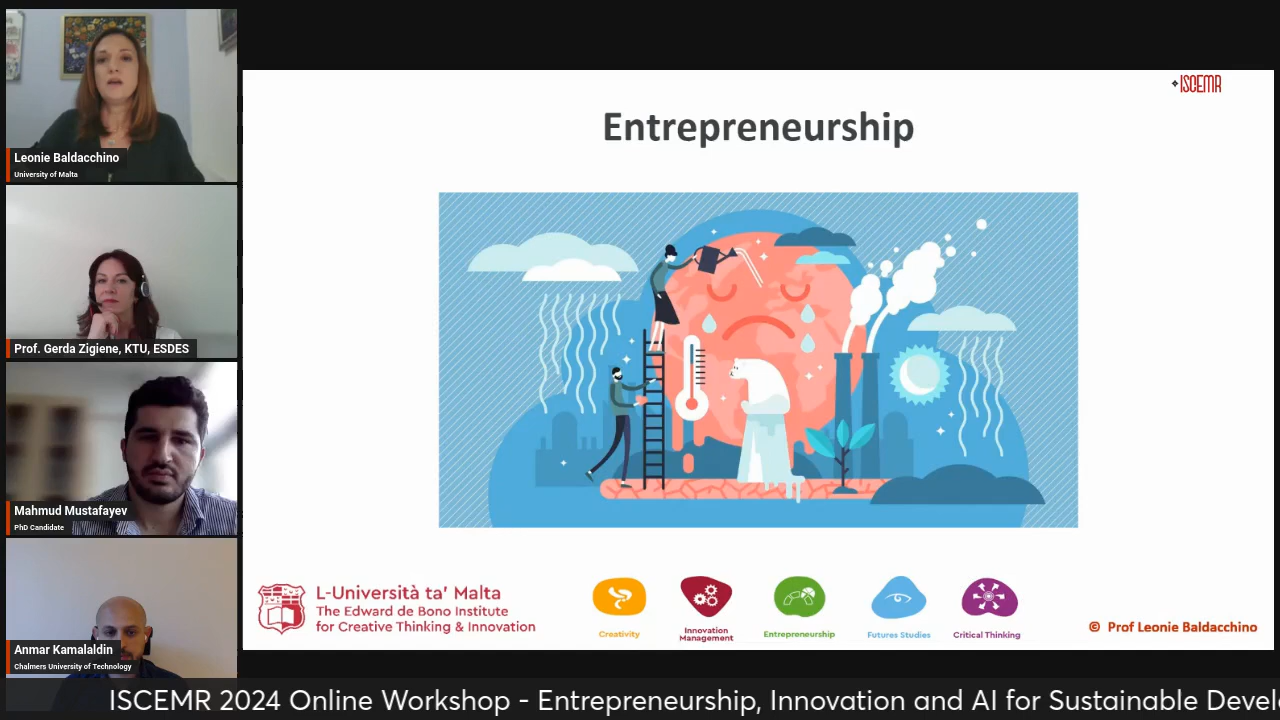 Leonie Baldacchino
University of Malta
Prof. Gerda Zigiene, KTU, ESDES
Mahmud Mustafayev
PhD Candidate
Anmar Kamalaldin
Chalmers University of Technology
ISCEMR
Entrepreneurship
L-Università ta' Malta
The Edward de Bono Institute
for Creative Thinking & Innovation
Creativity
Innovation
Management
Entrepreneurship
Futures Studies
Critical Thinking
© Prof Leonie Baldacchino
ISCEMR 2024 Online Workshop - Entrepreneurship, Innovation and AI for Sustainable Devel